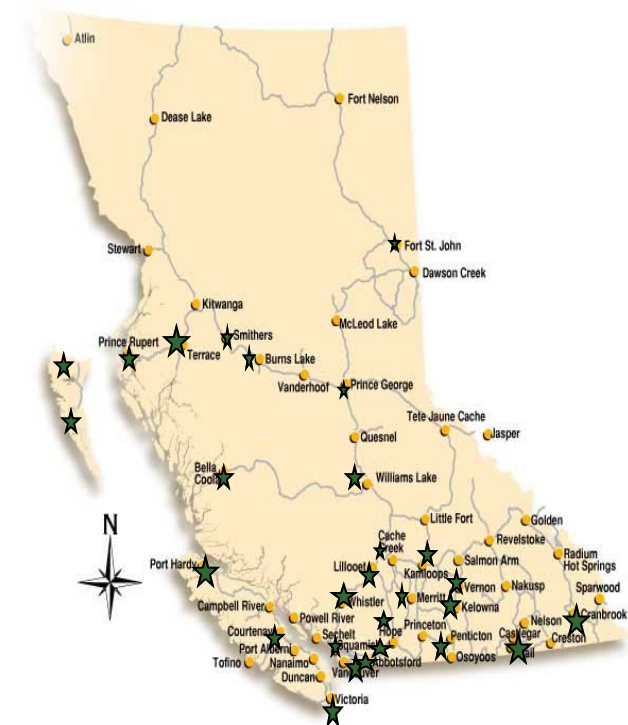 Atlin
Fort Nelson
Dease Lake
Fort St. John
Stewart
Dawson Creek
Kitwanga
McLeod Lake
Smithers
Prince Rupert
Terrace
Burns Lake
Vanderhoof
Prince George
Tete Jaune Cache
Jasper
Quesnel
Bella
Coola
Williams Lake
Little Fort
Golden
N
Cache
Creek
Revelstoke
Radium
Hot Springs
Port Hardy
Lillooet
Kamloops
Salmon Arm
Vernon
Nakusp
Sparwood
Whistler
Merritt
Kelowna
Campbell River
Powell River
Cranbrook
Courtenay
Sechelt
Squamish
Hope
Princeton
Penticton
Nelson
Castlegar
Creston
Port Alberni
Tofino
Nanaimo
Vancouver
Abbotsford
Osoyoos
Duncan
Victoria